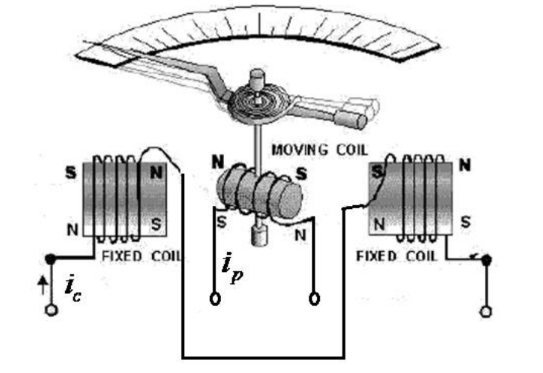 MOVING COIL
S N N S S N
N S S N N S
FIXED COIL FIXED COIL
i_c i_p